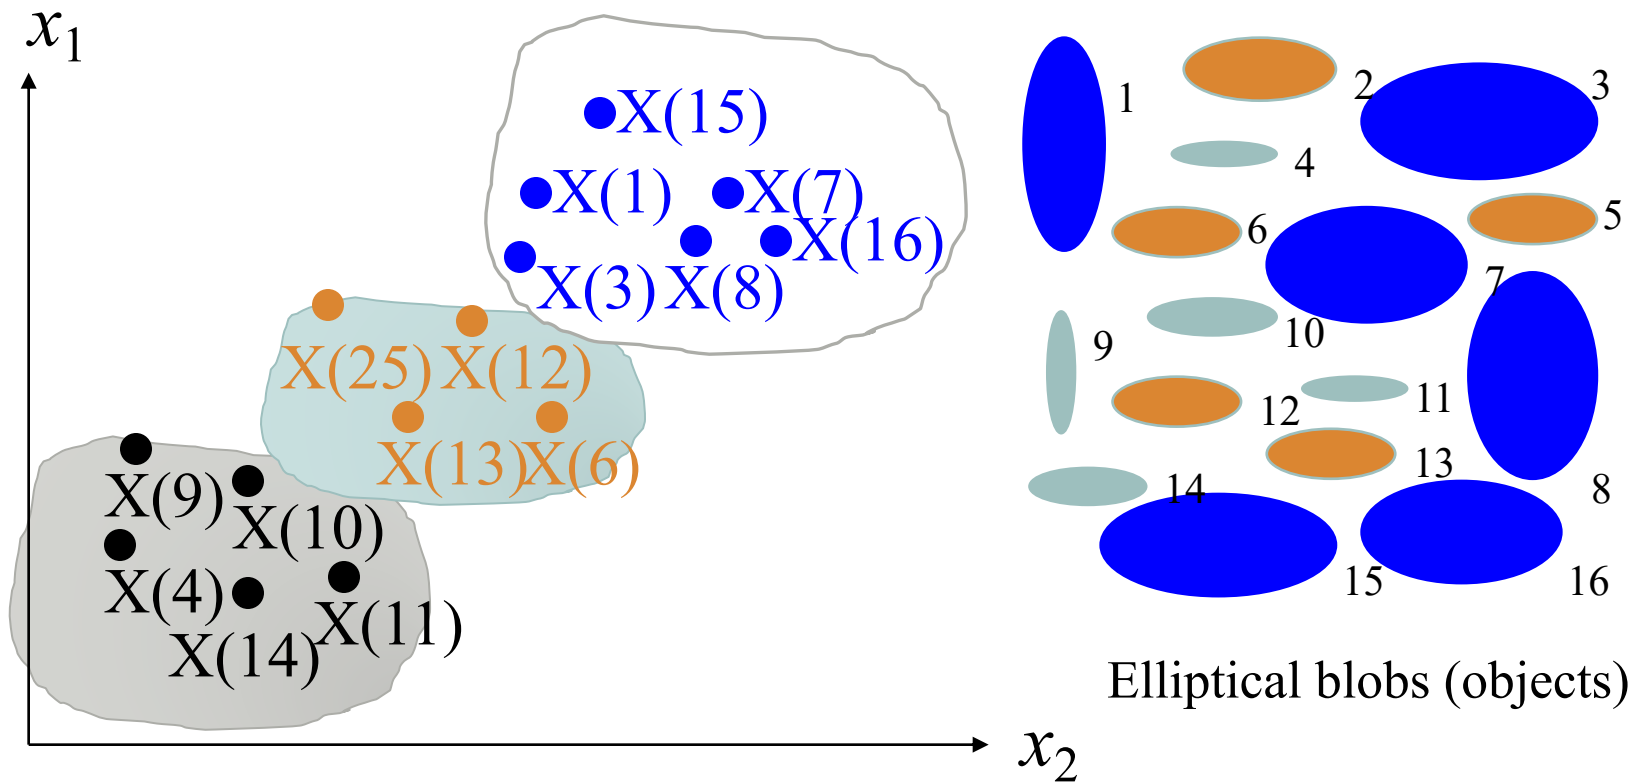 x1
X(15)
X(1) X(7)
X(16)
X(3) X(8)
X(25) X(12)
X(13) X(6)
X(9)
X(10)
X(4)
X(11)
X(14)
x2
1
2
3
4
5
6
7
8
9
10
11
12
13
14
15
16
Elliptical blobs (objects)